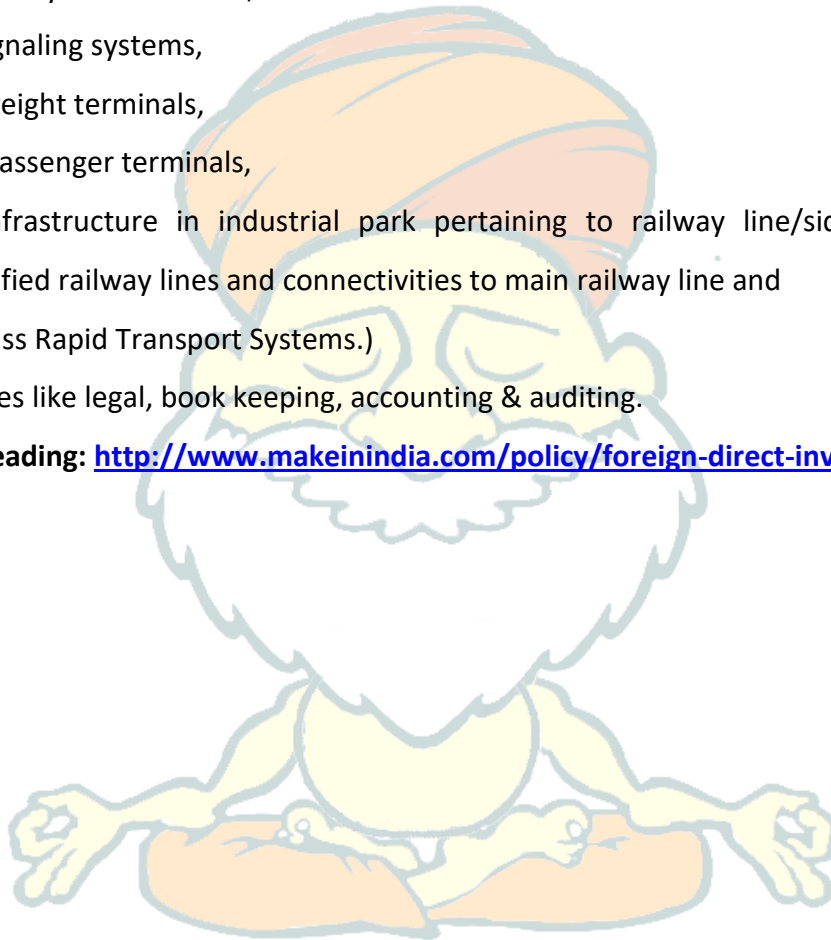 gnaling systems,
eight terminals,
assenger terminals,
frastructure in industrial park pertaining to railway line/sid
fied railway lines and connectivities to main railway line and
ss Rapid Transport Systems.)
es like legal, book keeping, accounting & auditing.
eading: http://www.makeinindia.com/policy/foreign-direct-inv